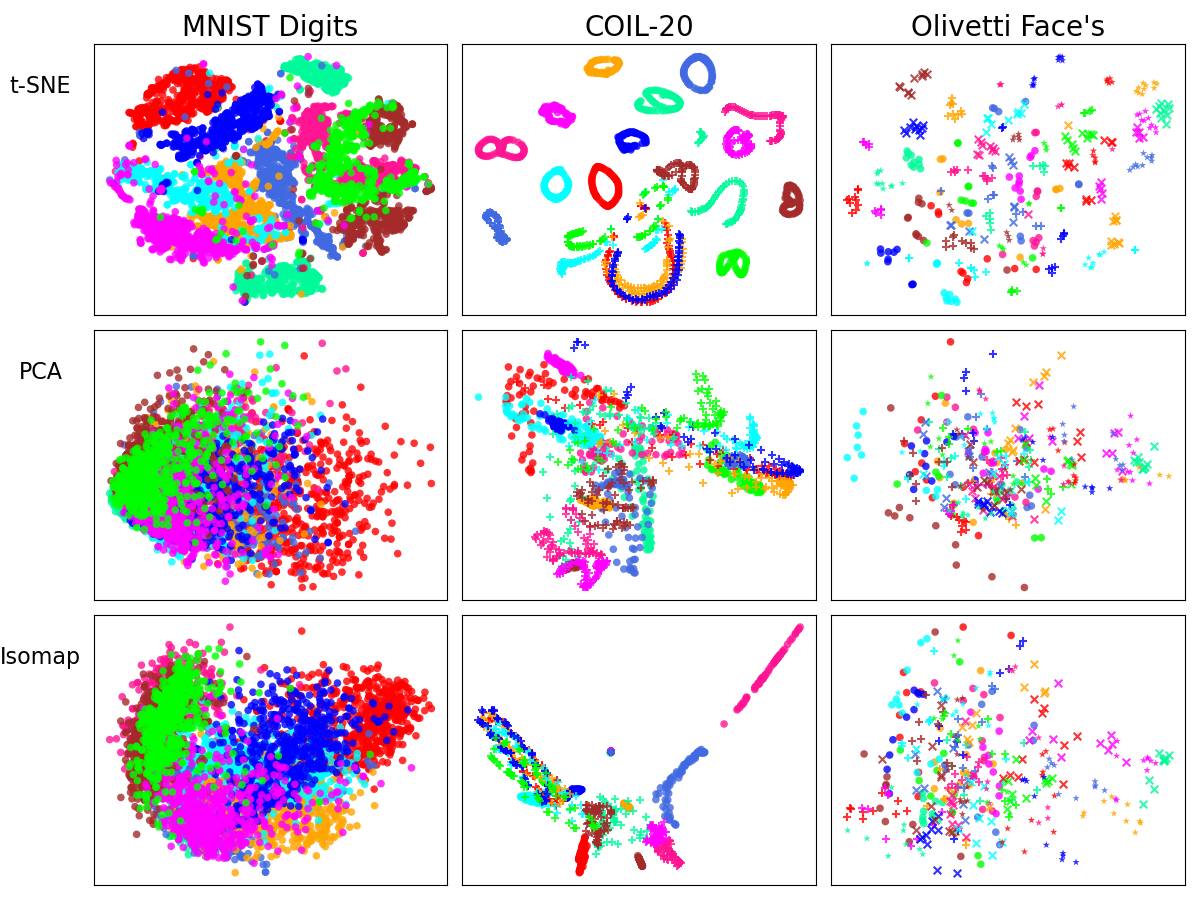 MNIST Digits
COIL-20
Olivetti Face's
t-SNE
PCA
Isomap